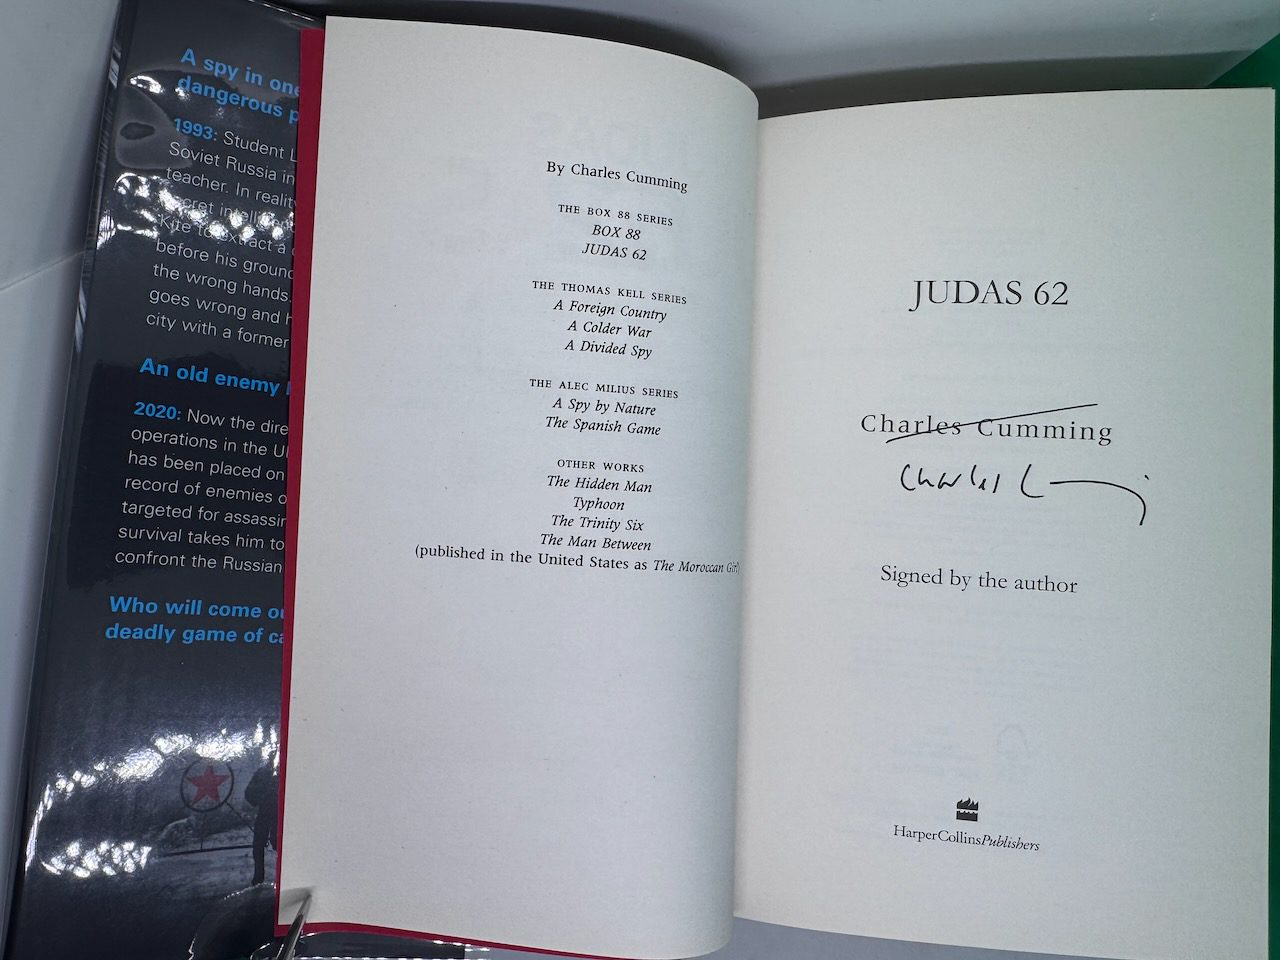 A spy in one
dangerous
1993: Student
Soviet Russia in
teacher. In
Kite to extract a
before his
the wrong hands.
goes wrong and
city with a former
An old enemy
2020: Now the
operations in the
has been placed on
record of enemies
targeted for
survival takes him to
confront the Russian
Who will come
deadly game of
By Charles Cumming
THE BOX 88 SERIES
BOX 88
JUDAS 62
THE THOMAS KELL SERIES
A Foreign Country
A Colder War
A Divided Spy
THE ALEC MILIUS SERIES
A Spy by Nature
The Spanish Game
OTHER WORKS
The Hidden Man
Typhoon
The Trinity Six
The Man Between
(published in the United States as The Moroccan Girl)
JUDAS 62
Charles Cumming
Charles C
Signed by the author
HarperCollinsPublishers